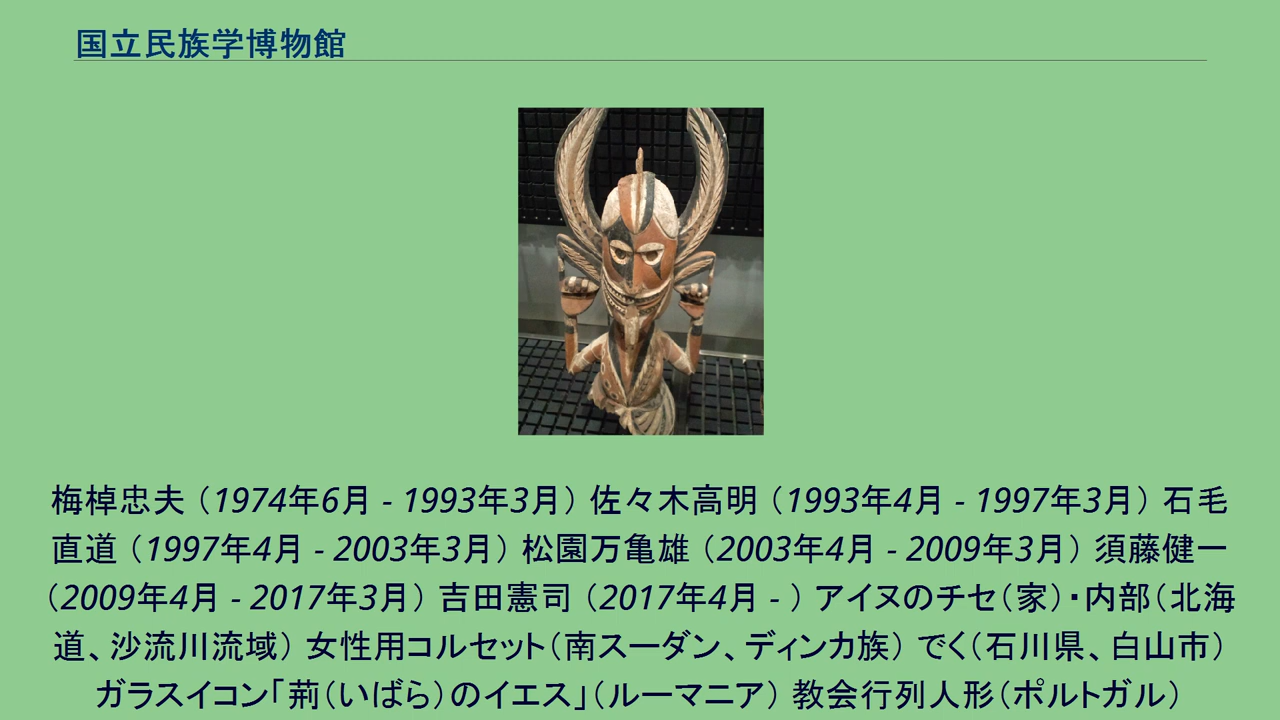 国立民族学博物館
梅棹忠夫（1974年6月 - 1993年3月）佐々木高明（1993年4月 - 1997年3月）石毛
直道（1997年4月 - 2003年3月）松園万亀雄（2003年4月 - 2009年3月）須藤健一
（2009年4月 - 2017年3月）吉田憲司（2017年4月 - ）アイヌのチセ（家）・内部（北海
道、沙流川流域）女性用コルセット（南スーダン、ディンカ族）でく（石川県、白山市）
ガラスイコン「荊（いばら）のイエス」（ルーマニア）教会行列人形（ポルトガル）